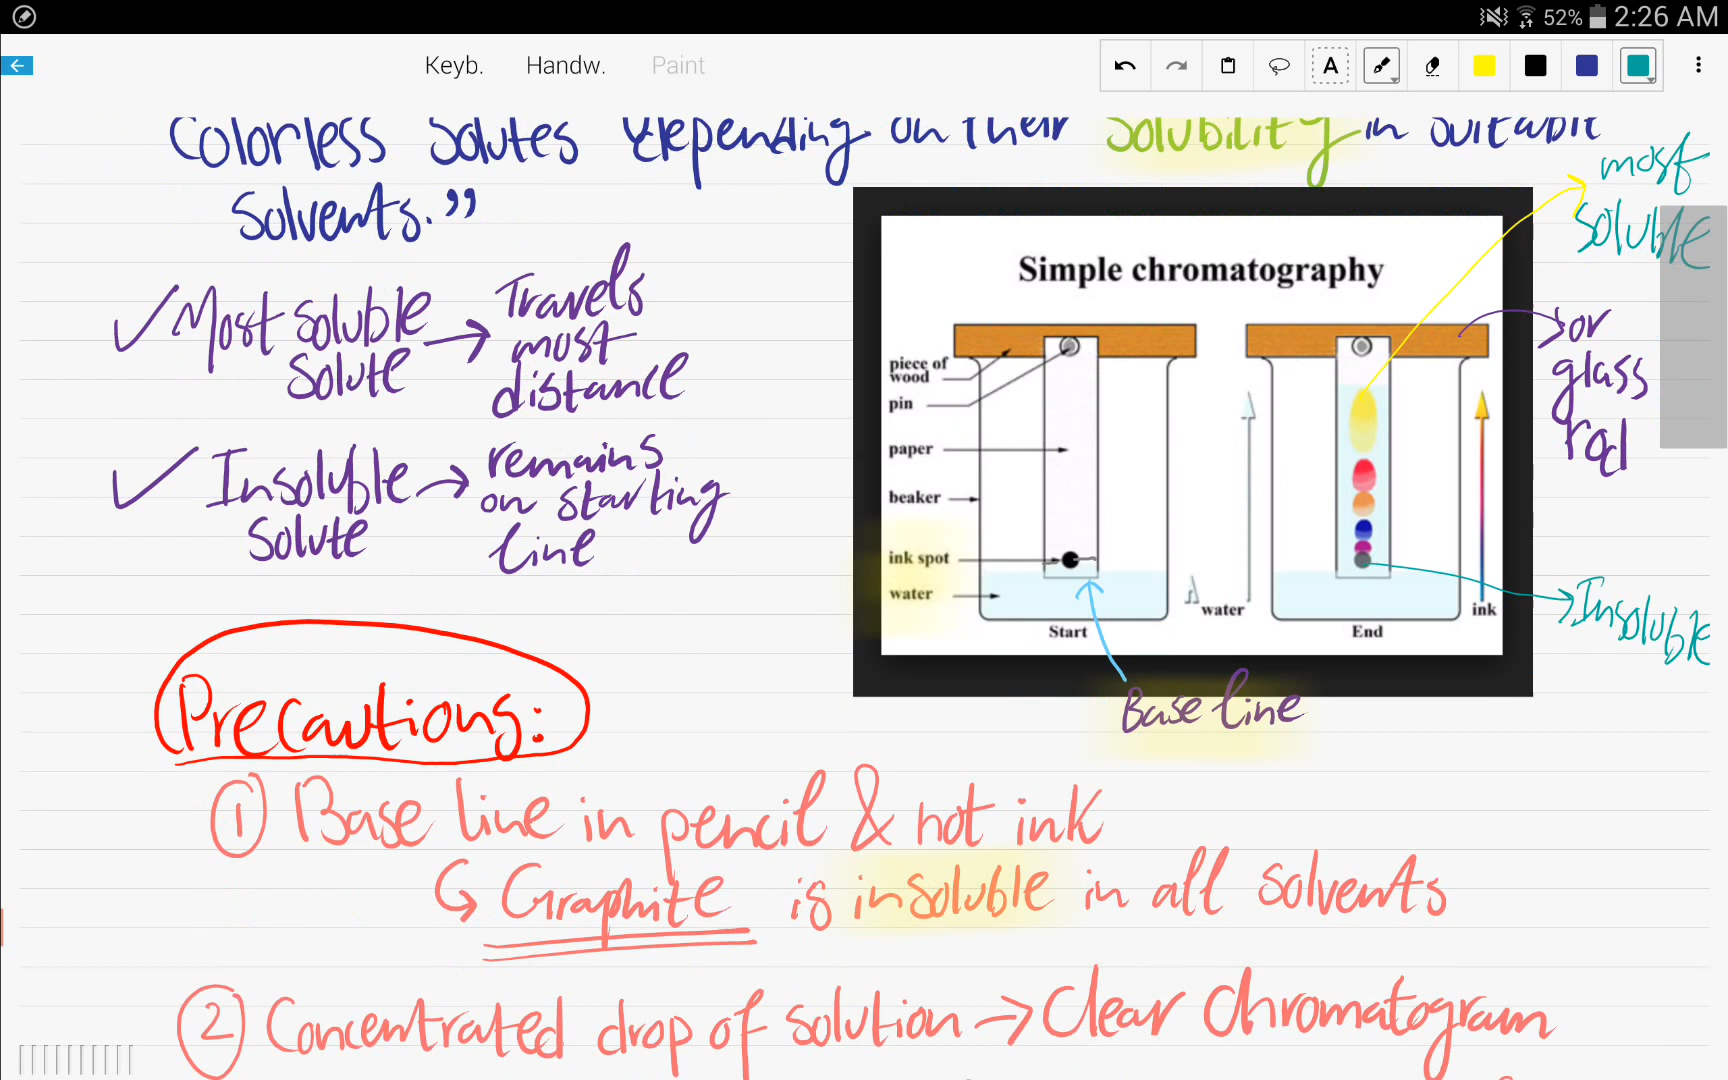 52% 2:26 AM
Keyb. Handw. Paint
A
Colorless Solutes depending on their Solubility in suitable
Solvents."
most
soluble
✓ Most soluble → Travels
Solute most
distance
✓ Insoluble → remains
Solute on starting
line
Simple chromatography
piece of
wood
pin
paper
beaker
ink spot
water
Start
water
End
ink
or
glass
rod
Insoluble
Base line
Precautions:
① Base line in pencil & not ink
↳ Graphite is insoluble in all solvents
② Concentrated drop of solution → Clear Chromatogram